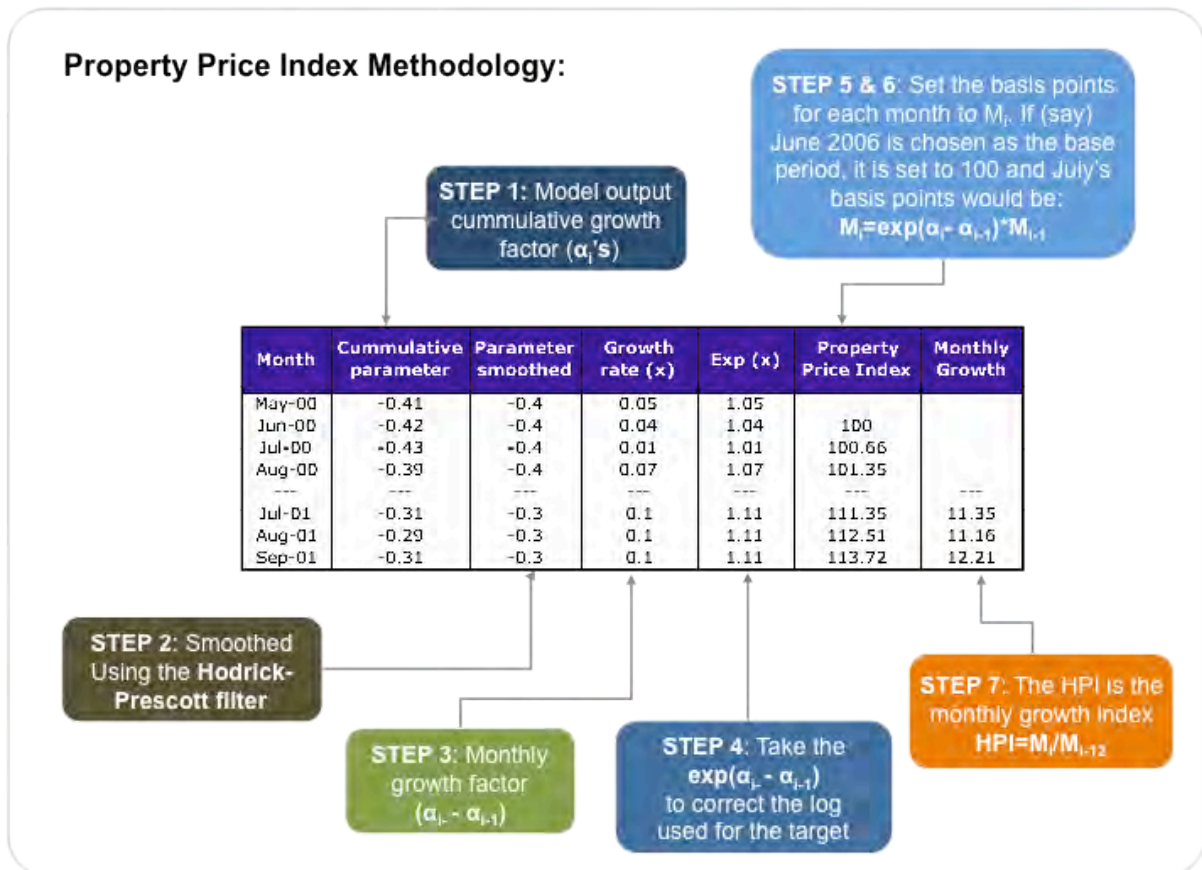 Property Price Index Methodology:
STEP 1: Model output
cummulative growth
factor (αᵢ's)
STEP 5 & 6: Set the basis points
for each month to Mᵢ. If (say)
June 2006 is chosen as the base
period, it is set to 100 and July's
basis points would be:
Mᵢ=exp(αᵢ- αᵢ₋₁)*Mᵢ₋₁
Month Cummulative parameter Parameter smoothed Growth rate (x) Exp (x) Property Price Index Monthly Growth
May-00 -0.41 -0.4 0.05 1.05
Jun-00 -0.42 -0.4 0.04 1.04 100
Jul-00 -0.43 -0.4 0.01 1.01 100.66
Aug-00 -0.39 -0.4 0.07 1.07 101.35
--- --- --- --- --- --- ---
Jul-01 -0.31 -0.3 0.1 1.11 111.35 11.35
Aug-01 -0.29 -0.3 0.1 1.11 112.51 11.16
Sep-01 -0.31 -0.3 0.1 1.11 113.72 12.21
STEP 2: Smoothed
Using the Hodrick-
Prescott filter
STEP 3: Monthly
growth factor
(αᵢ- - αᵢ₋₁)
STEP 4: Take the
exp(αᵢ- - αᵢ₋₁)
to correct the log
used for the target
STEP 7: The HPI is the
monthly growth index
HPI=Mᵢ/Mᵢ₋₁₂